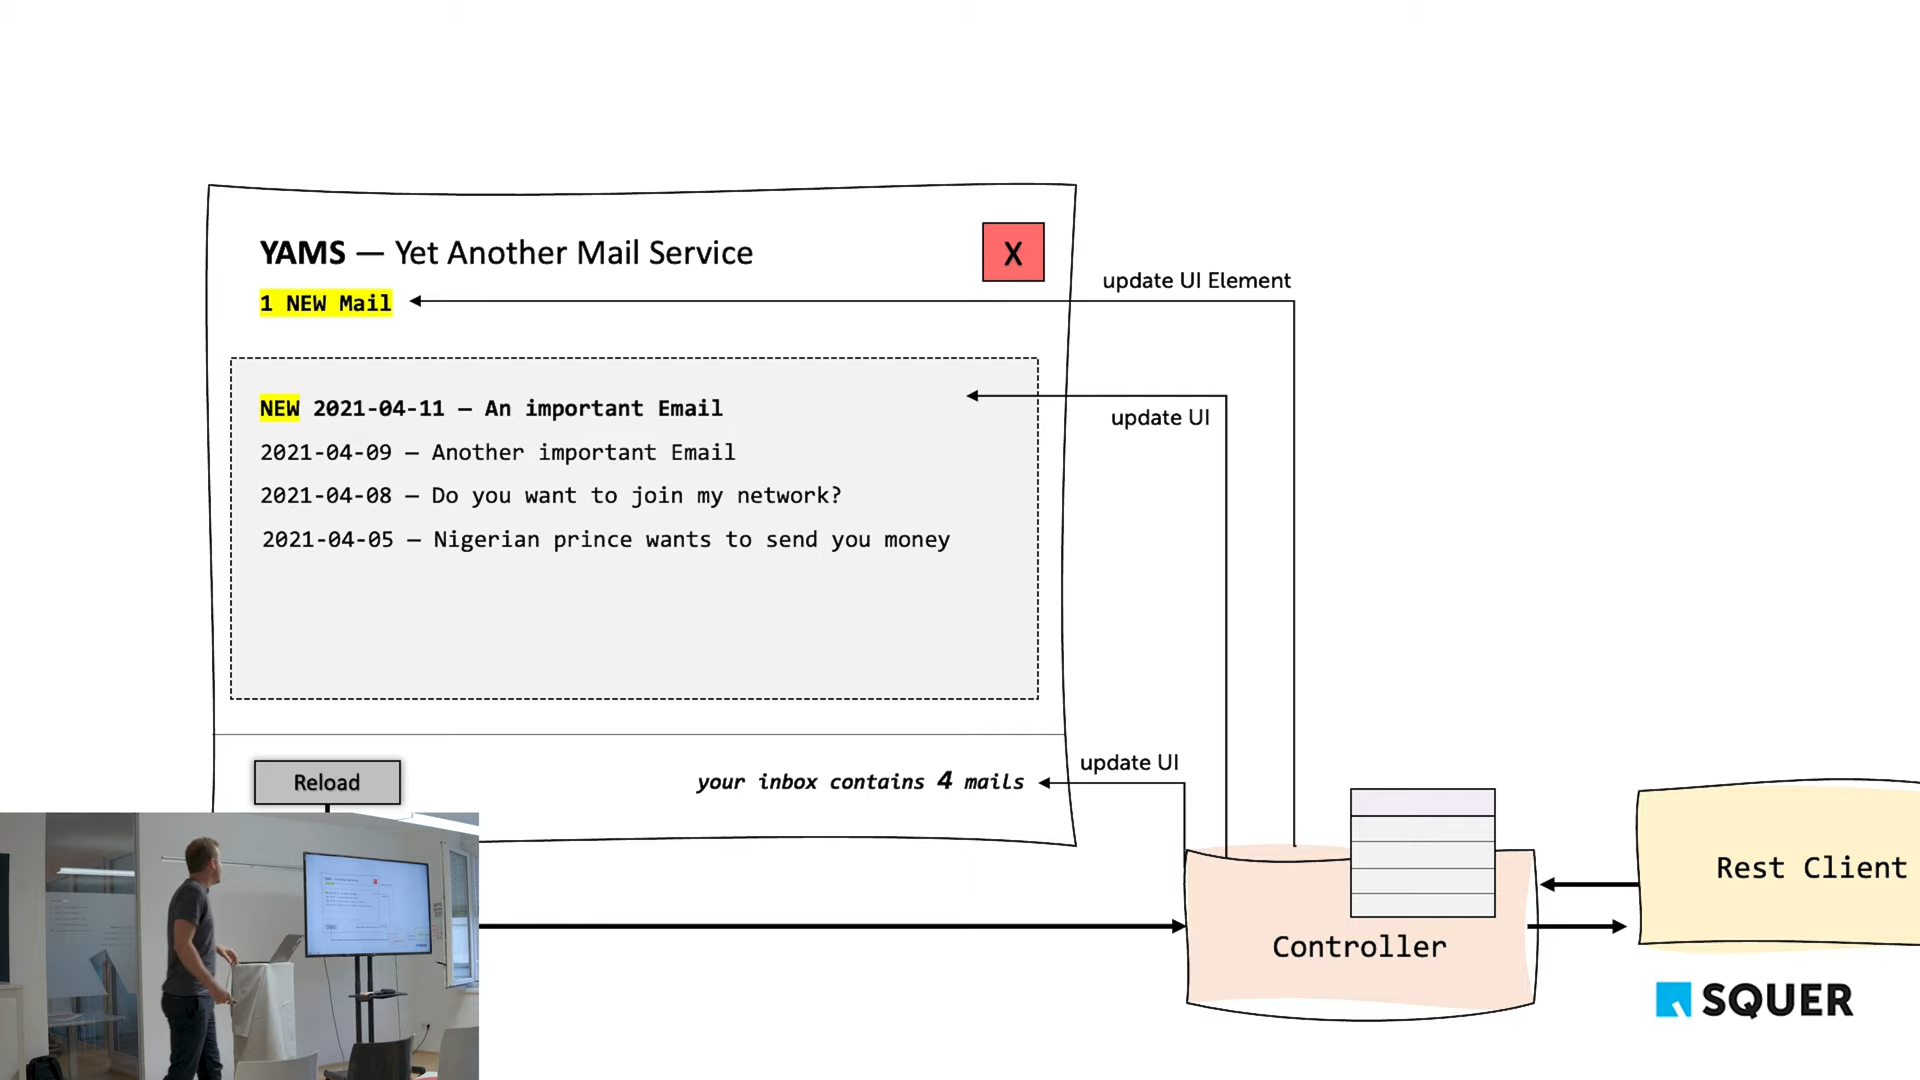 YAMS — Yet Another Mail Service
X
update UI Element
1 NEW Mail
NEW 2021-04-11 — An important Email
update UI
2021-04-09 — Another important Email
2021-04-08 — Do you want to join my network?
2021-04-05 — Nigerian prince wants to send you money
update UI
Reload
your inbox contains 4 mails
Rest Client
Controller
SQUER